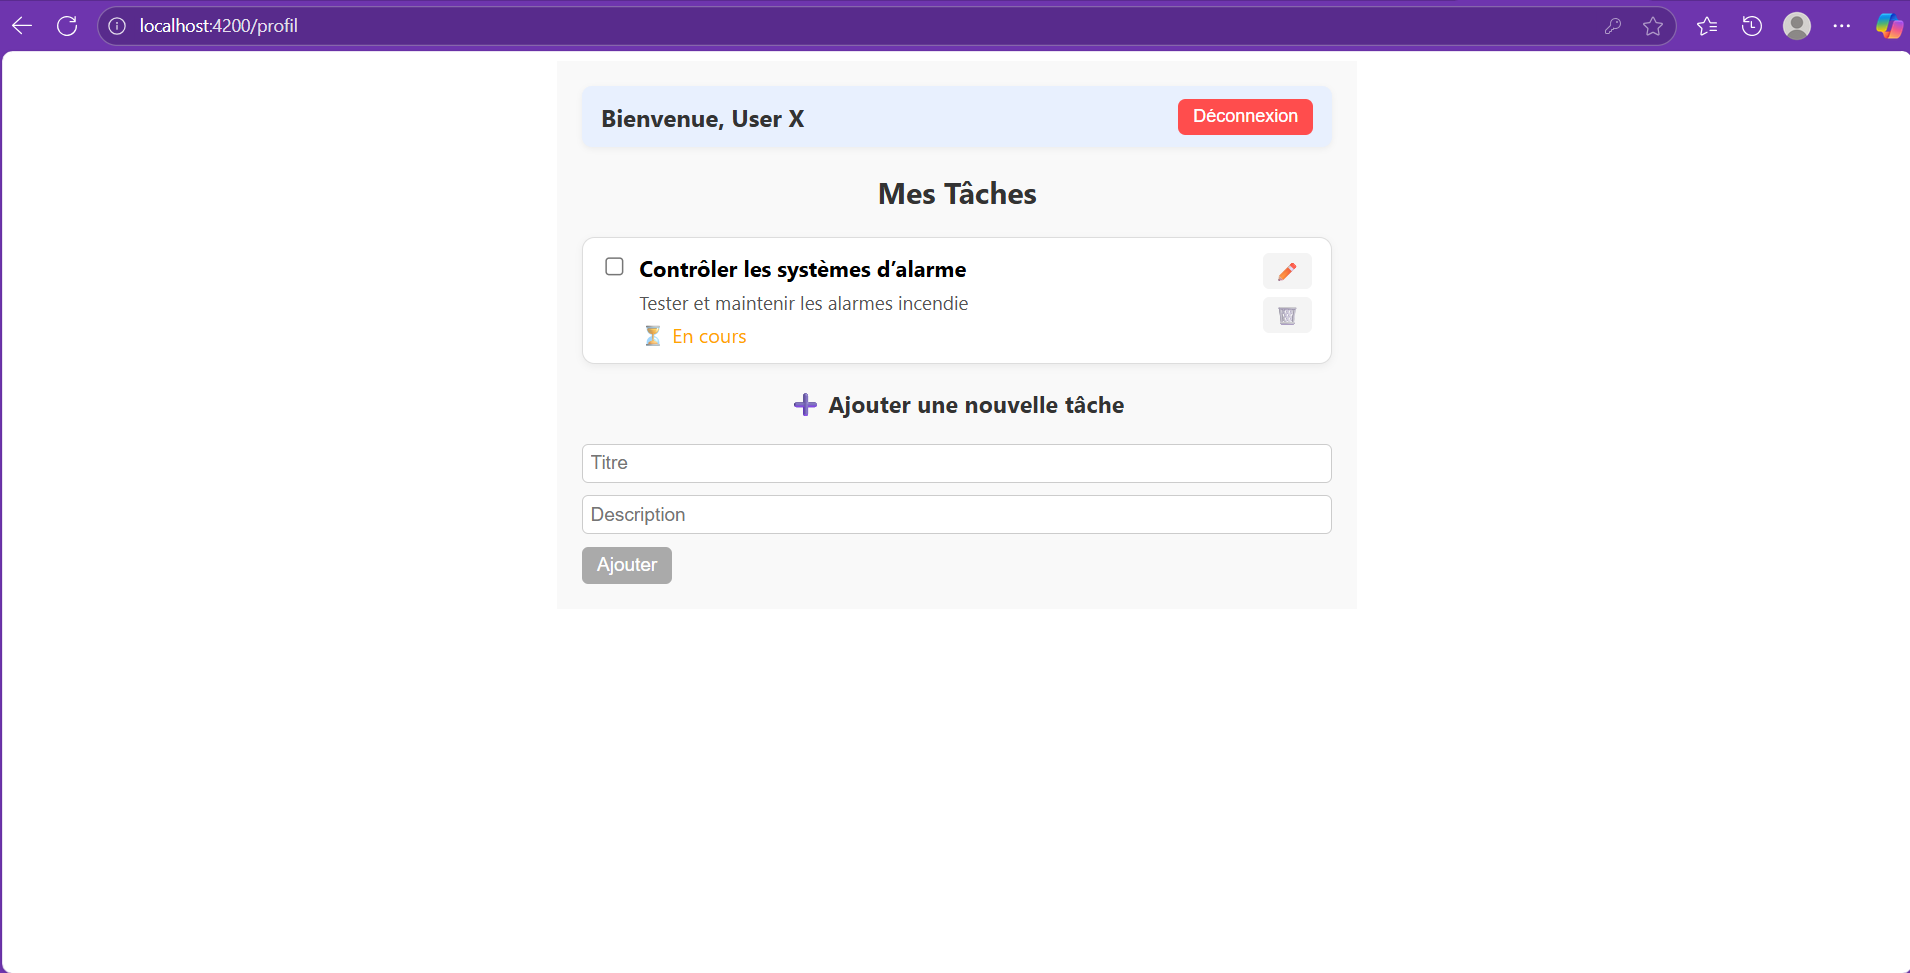 localhost:4200/profil
Bienvenue, User X
Déconnexion
Mes Tâches
Contrôler les systèmes d’alarme
Tester et maintenir les alarmes incendie
⏳ En cours
➕ Ajouter une nouvelle tâche
Titre
Description
Ajouter